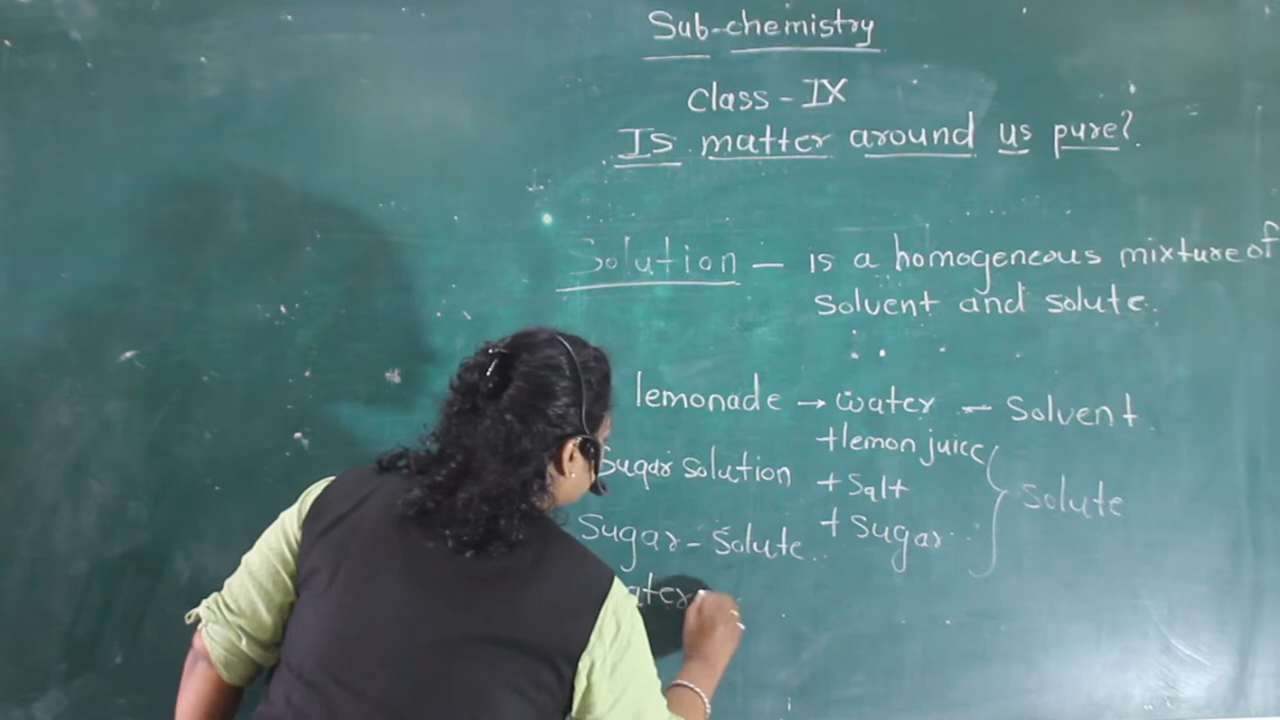 Sub-chemistry
Class - IX
Is matter around us pure?
Solution - is a homogeneous mixture of
Solvent and solute.
lemonade → water - Solvent
+ lemon juice
Sugar solution + Salt
Solute
Sugar - Solute + Sugar